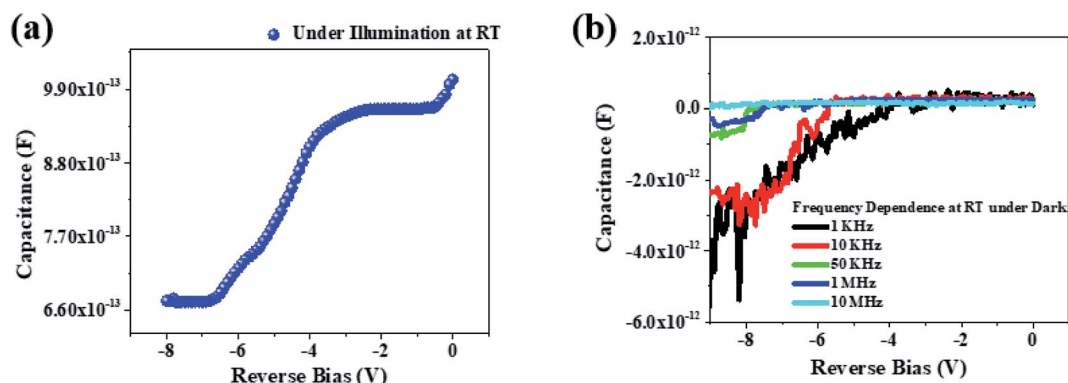 (a)
Under Illumination at RT
9.90x10⁻¹³
8.80x10⁻¹³
7.70x10⁻¹³
6.60x10⁻¹³
Capacitance (F)
-8 -6 -4 -2 0
Reverse Bias (V)
(b)
2.0x10⁻¹²
0.0
-2.0x10⁻¹²
-4.0x10⁻¹²
-6.0x10⁻¹²
Capacitance (F)
Frequency Dependence at RT under Dark
1 KHz
10 KHz
50 KHz
1 MHz
10 MHz
-8 -6 -4 -2 0
Reverse Bias (V)